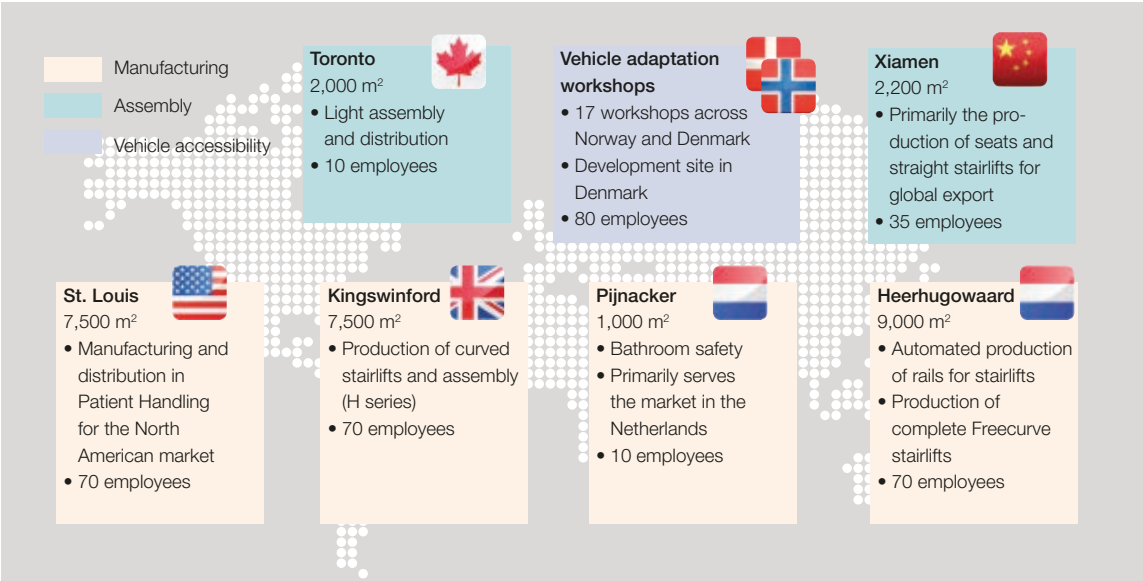 Manufacturing
Assembly
Vehicle accessibility
Toronto
2,000 m²
• Light assembly
and distribution
• 10 employees
Vehicle adaptation
workshops
• 17 workshops across
Norway and Denmark
• Development site in
Denmark
• 80 employees
Xiamen
2,200 m²
• Primarily the pro-
duction of seats and
straight stairlifts for
global export
• 35 employees
St. Louis
7,500 m²
• Manufacturing and
distribution in
Patient Handling
for the North
American market
• 70 employees
Kingswinford
7,500 m²
• Production of curved
stairlifts and assembly
(H series)
• 70 employees
Pijnacker
1,000 m²
• Bathroom safety
• Primarily serves
the market in the
Netherlands
• 10 employees
Heerhugowaard
9,000 m²
• Automated production
of rails for stairlifts
• Production of
complete Freecurve
stairlifts
• 70 employees